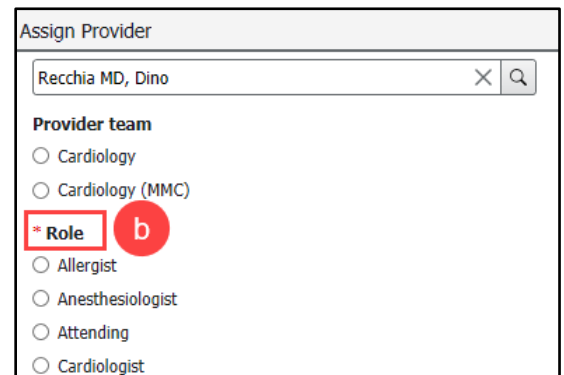 Assign Provider
Recchia MD, Dino
Provider team
Cardiology
Cardiology (MMC)
* Role b
Allergist
Anesthesiologist
Attending
Cardiologist